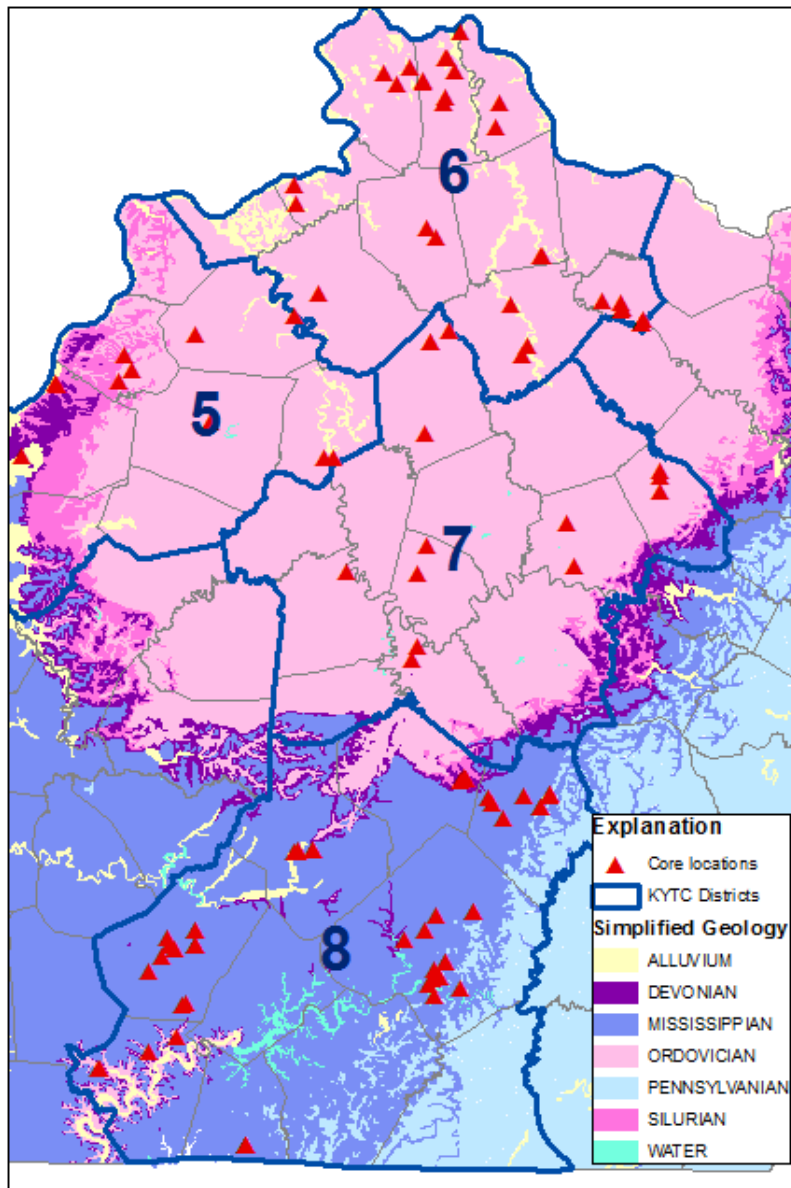 6
5
7
8
Explanation
Core locations
KYTC Districts
Simplified Geology
ALLUVIUM
DEVONIAN
MISSISSIPPIAN
ORDOVICIAN
PENNSYLVANIAN
SILURIAN
WATER